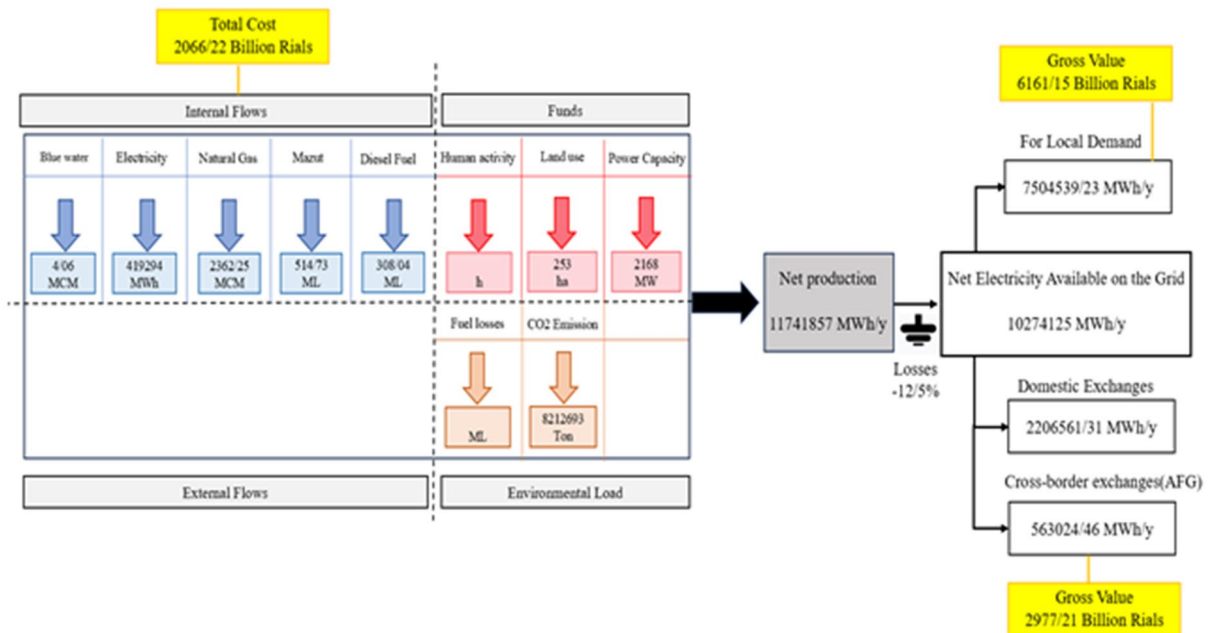 Total Cost
2066/22 Billion Rials
Gross Value
6161/15 Billion Rials
Internal Flows
Funds
Blue water
Electricity
Natural Gas
Mazut
Diesel Fuel
Human activity
Land use
Power Capacity
For Local Demand
7504539/23 MWh/y
4/06
MCM
419294
MWh
2362/25
MCM
514/73
ML
308/04
ML
h
253
ha
2168
MW
Net production
11741857 MWh/y
Net Electricity Available on the Grid
10274125 MWh/y
Losses
-12/5%
Fuel losses
CO2 Emission
ML
8212693
Ton
Domestic Exchanges
2206561/31 MWh/y
External Flows
Environmental Load
Cross-border exchanges(AFG)
563024/46 MWh/y
Gross Value
2977/21 Billion Rials